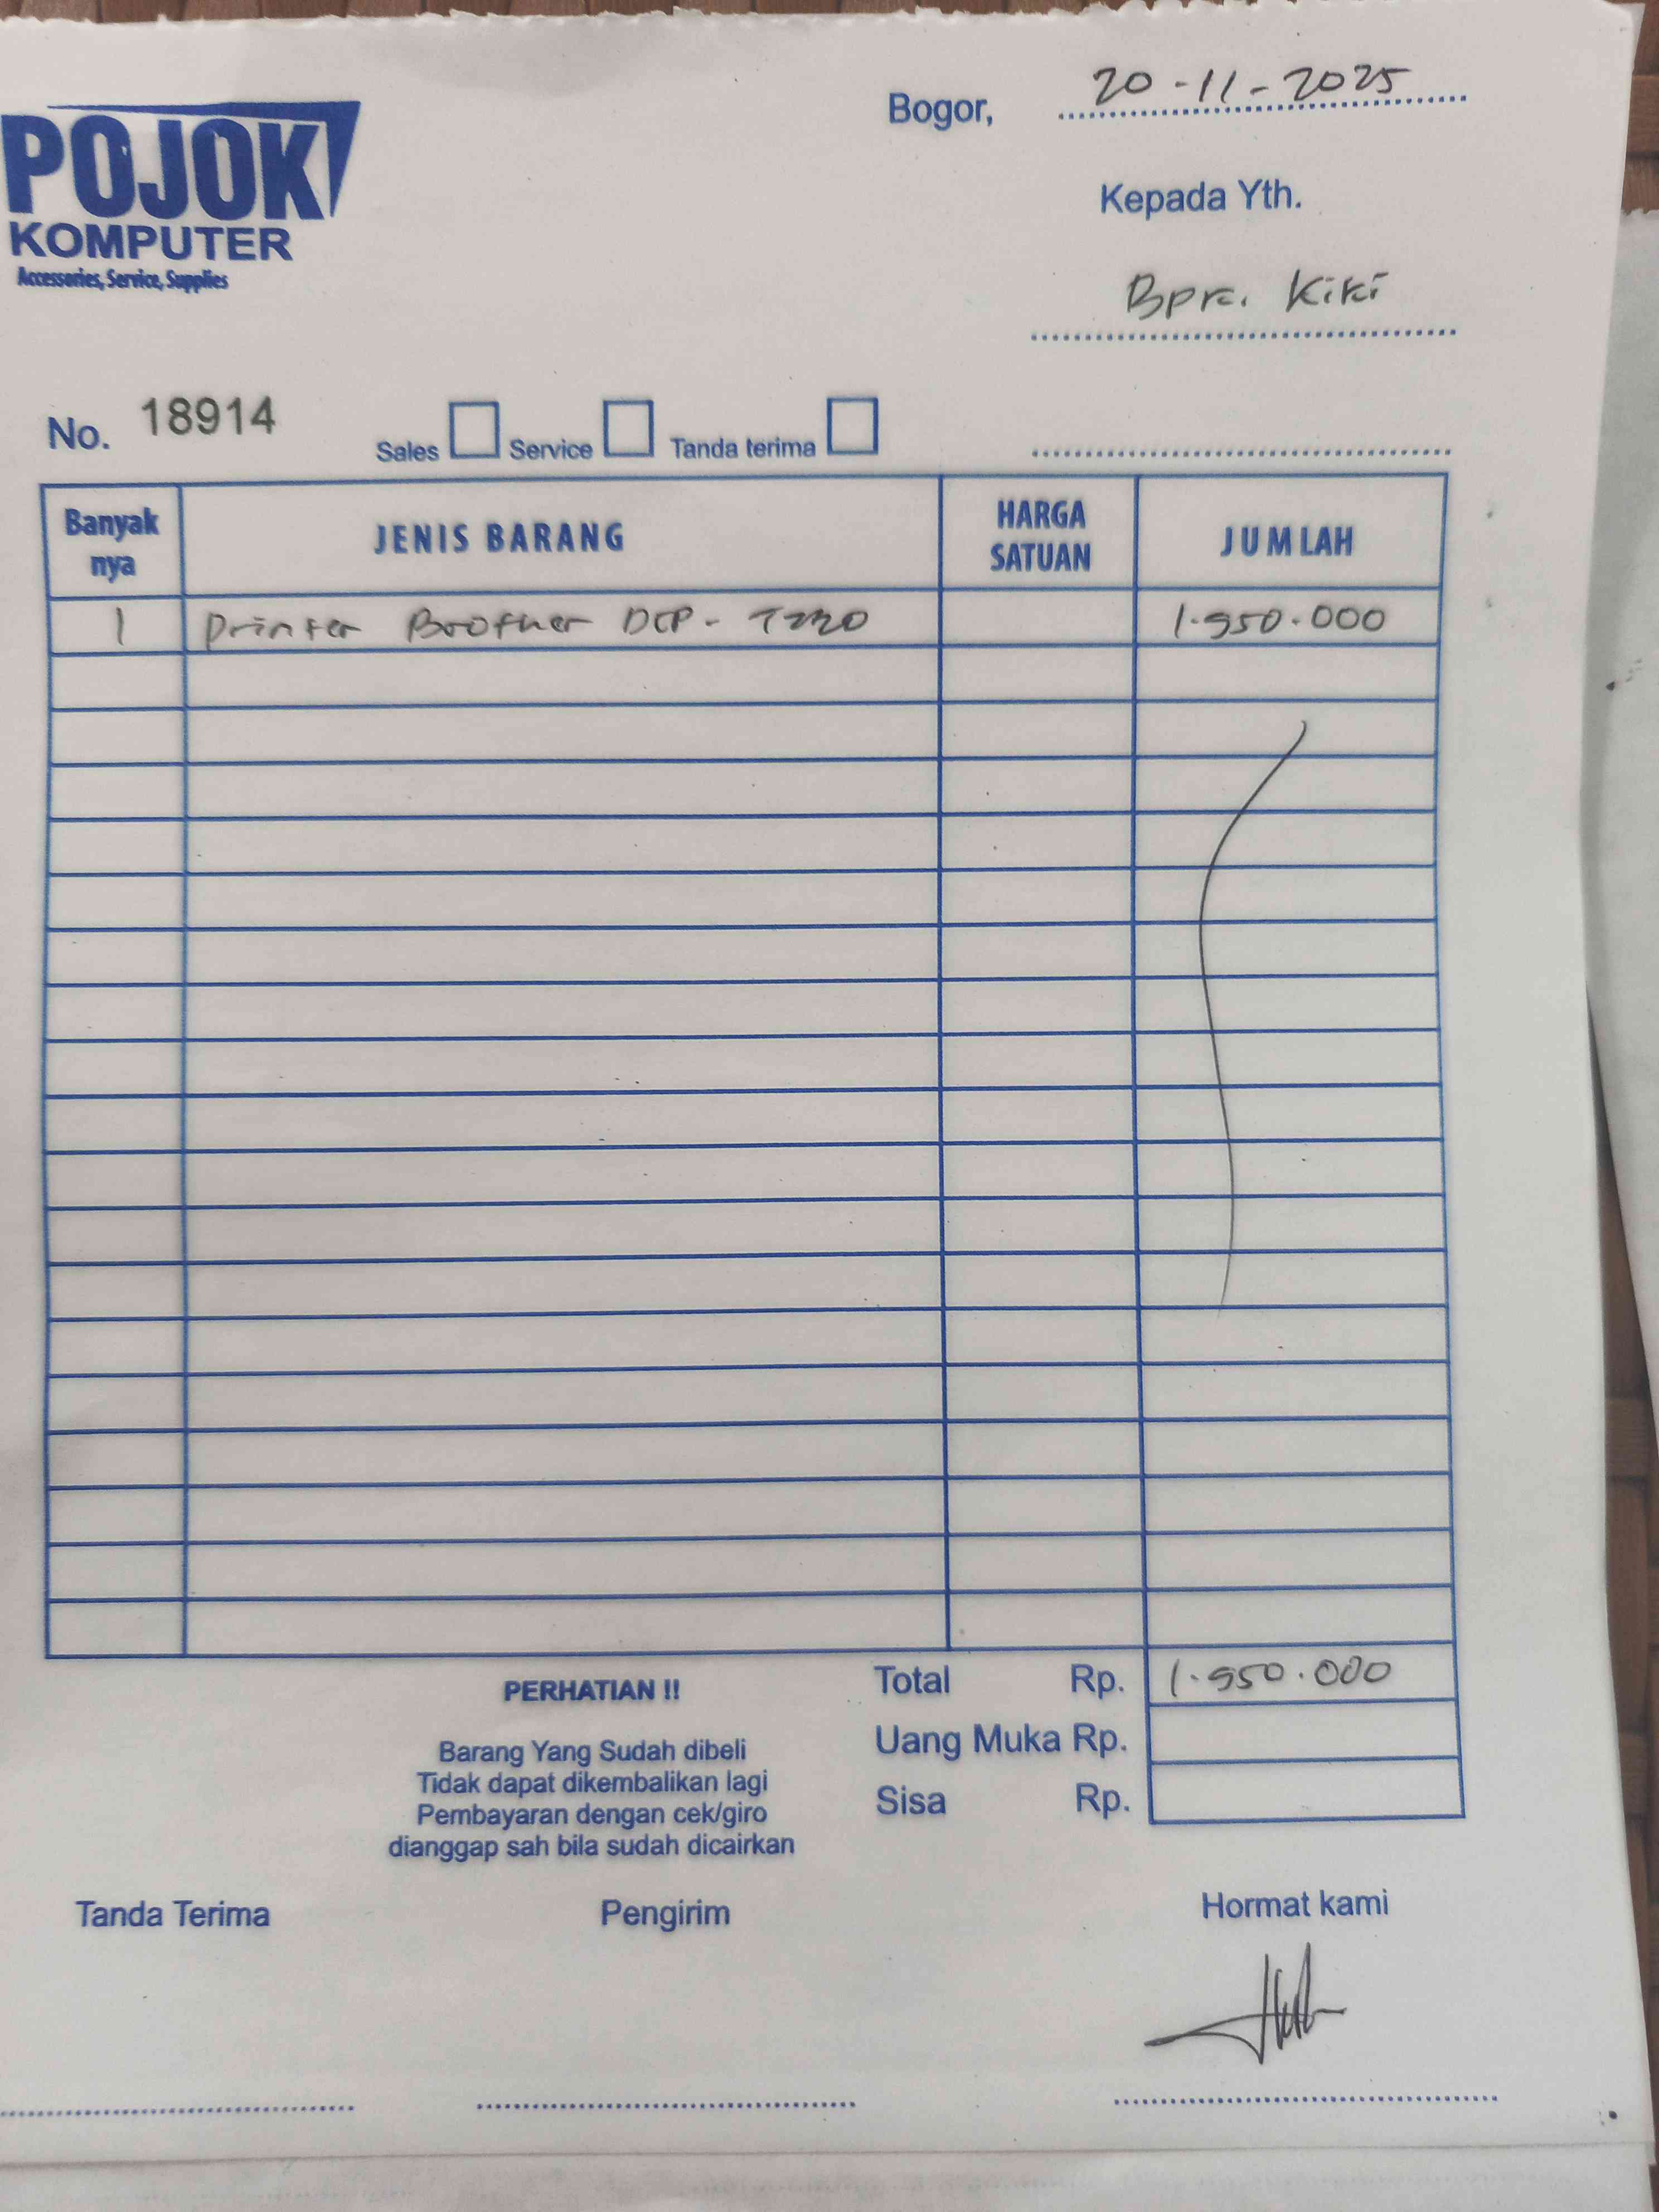 Bogor, 20-11-2025
POJOK
KOMPUTER
Accessories, Service, Supplies
Kepada Yth.
Bpk. Kiki
No. 18914 Sales Service Tanda terima
Banyak nya JENIS BARANG HARGA SATUAN JUMLAH
1 Printer Brother DCP- 1.950.000
PERHATIAN !!
Barang Yang Sudah dibeli
Tidak dapat dikembalikan lagi
Pembayaran dengan cek/giro
dianggap sah bila sudah dicairkan
Total Rp. 1.950.000
Uang Muka Rp.
Sisa Rp.
Tanda Terima Pengirim Hormat kami